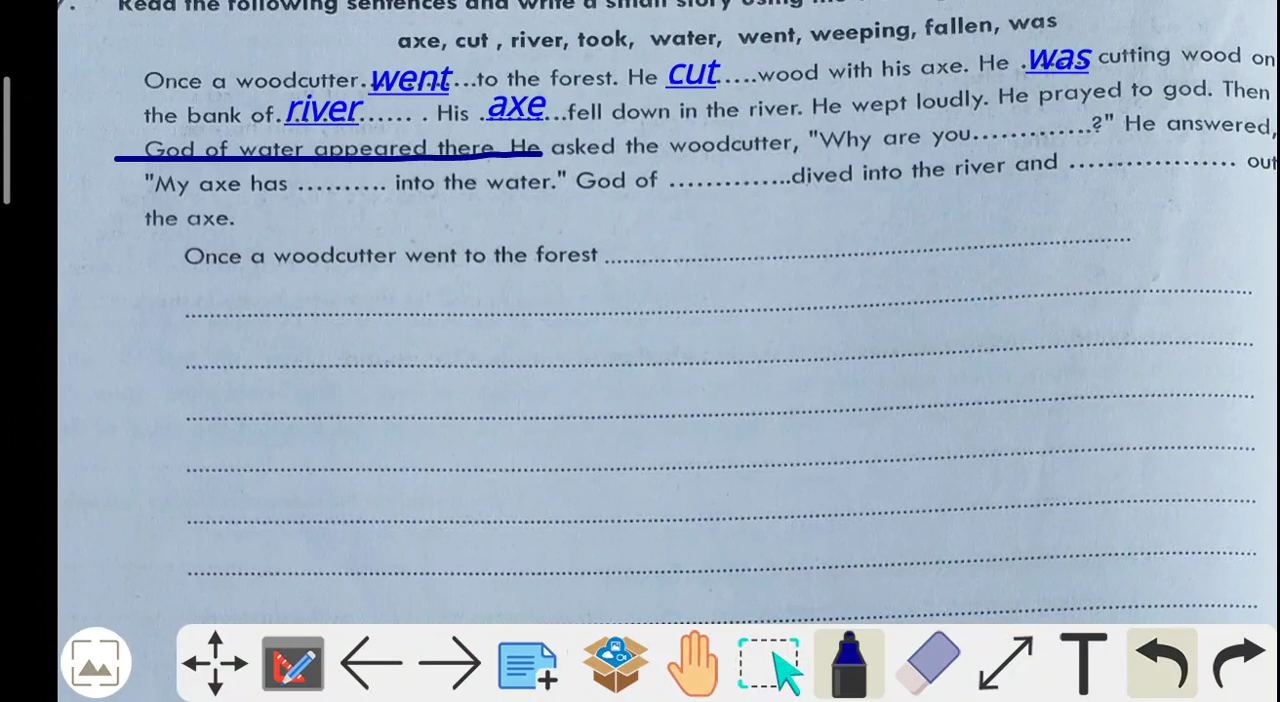 Read the following sentences and write a small story using
axe, cut , river, took, water, went, weeping, fallen, was
Once a woodcutter. went ...to the forest. He cut.....wood with his axe. He .was cutting wood on
the bank of. river...... . His .axe...fell down in the river. He wept loudly. He prayed to god. Then
God of water appeared there. He asked the woodcutter, "Why are you..............?" He answered,
"My axe has .......... into the water." God of ..............dived into the river and ................... out
the axe.
Once a woodcutter went to the forest ..........................................................................
T